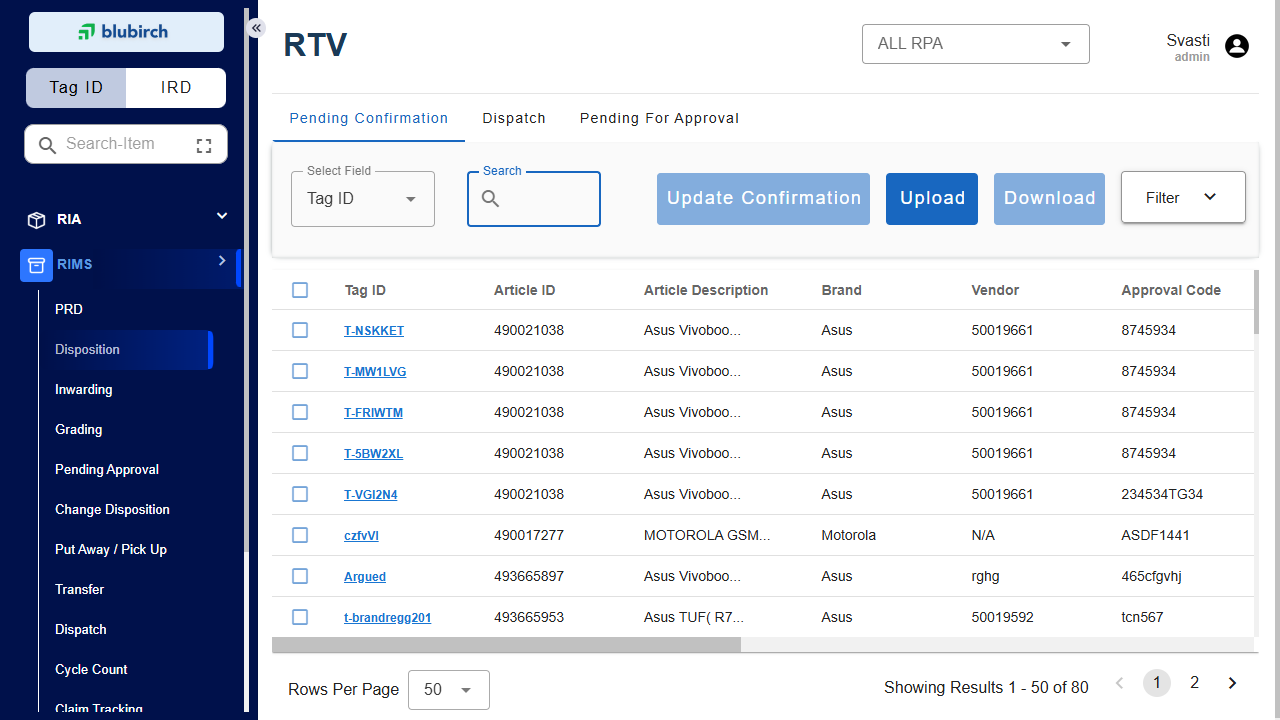 blubirch
«
RTV
ALL RPA
Svasti
admin
Tag ID
IRD
Search-Item
Pending Confirmation
Dispatch
Pending For Approval
Select Field
Tag ID
Search
Update Confirmation
Upload
Download
Filter
RIA
RIMS
PRD
Disposition
Inwarding
Grading
Pending Approval
Change Disposition
Put Away / Pick Up
Transfer
Dispatch
Cycle Count
Claim Tracking
Tag ID Article ID Article Description Brand Vendor Approval Code
T-NSKKET 490021038 Asus Vivoboo... Asus 50019661 8745934
T-MW1LVG 490021038 Asus Vivoboo... Asus 50019661 8745934
T-FRIWTM 490021038 Asus Vivoboo... Asus 50019661 8745934
T-5BW2XL 490021038 Asus Vivoboo... Asus 50019661 8745934
T-VGI2N4 490021038 Asus Vivoboo... Asus 50019661 234534TG34
czfvVl 490017277 MOTOROLA GSM... Motorola N/A ASDF1441
Argued 493665897 Asus Vivoboo... Asus rghg 465cfgvhj
t-brandregg201 493665953 Asus TUF( R7... Asus 50019592 tcn567
Rows Per Page 50
Showing Results 1 - 50 of 80
1 2